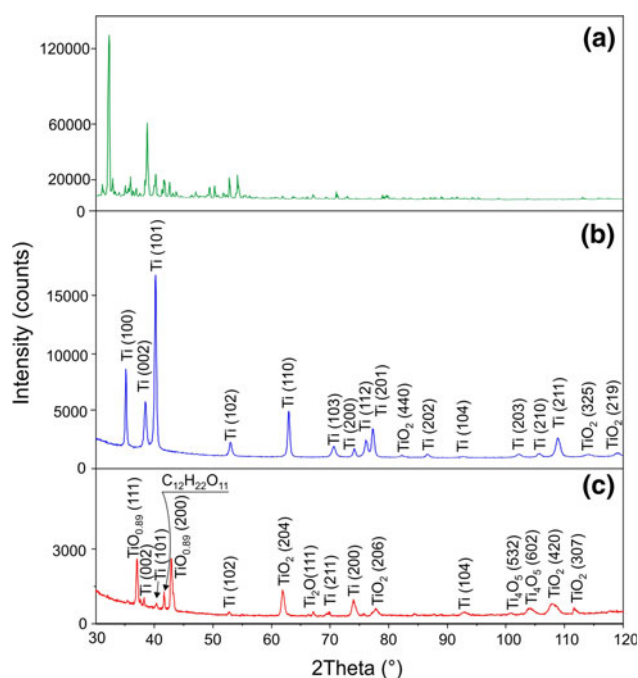 (a)
120000
60000
20000
0
(b)
15000
10000
5000
0
Ti (100)
Ti (002)
Ti (101)
Ti (102)
Ti (110)
Ti (103)
Ti (200)
Ti (112)
Ti (201)
TiO₂ (440)
Ti (202)
Ti (104)
Ti (203)
Ti (210)
Ti (211)
TiO₂ (325)
TiO₂ (219)
(c)
C₁₂H₂₂O₁₁
3000
0
TiO₀.₈₉ (111)
Ti (002)
Ti (101)
TiO₀.₈₉ (200)
Ti (102)
TiO₂ (204)
Ti₂O(111)
Ti (211)
Ti (200)
TiO₂ (206)
Ti (104)
Ti₄O₅ (532)
Ti₄O₅ (602)
TiO₂ (420)
TiO₂ (307)
30 40 50 60 70 80 90 100 110 120
2Theta (°)
Intensity (counts)